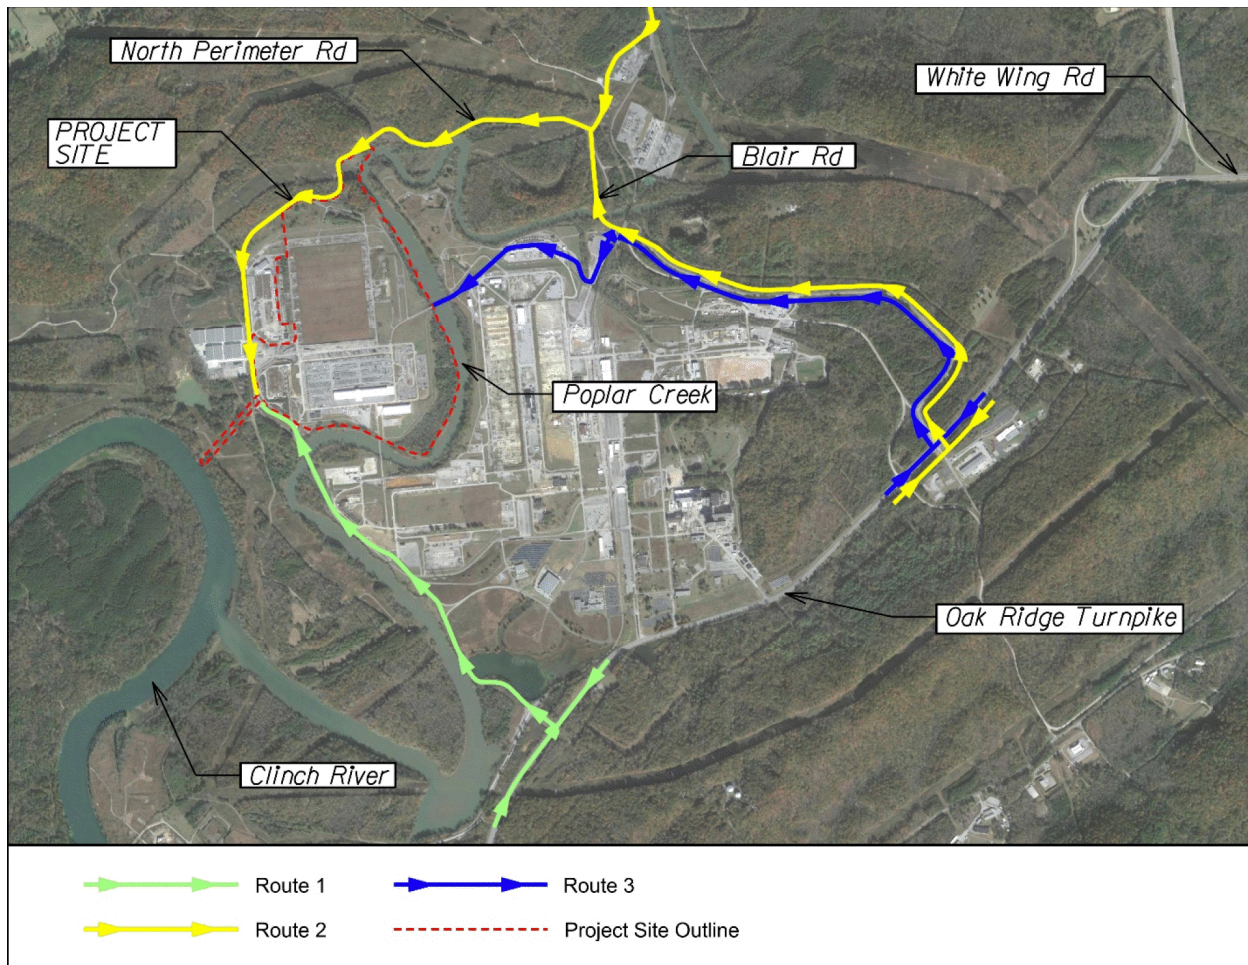 North Perimeter Rd
White Wing Rd
PROJECT
SITE
Blair Rd
Poplar Creek
Oak Ridge Turnpike
Clinch River
Route 1
Route 3
Route 2
Project Site Outline